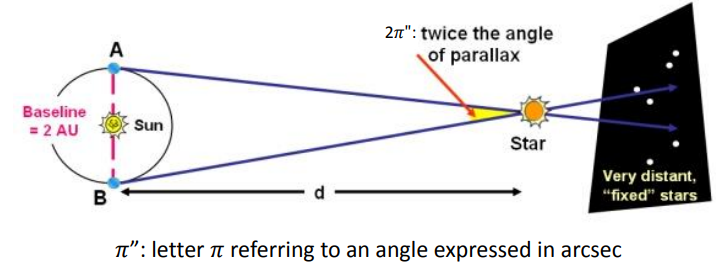 2π": twice the angle
of parallax
A
Baseline
= 2 AU
Sun
Star
B
d
Very distant,
“fixed” stars
π”: letter π referring to an angle expressed in arcsec